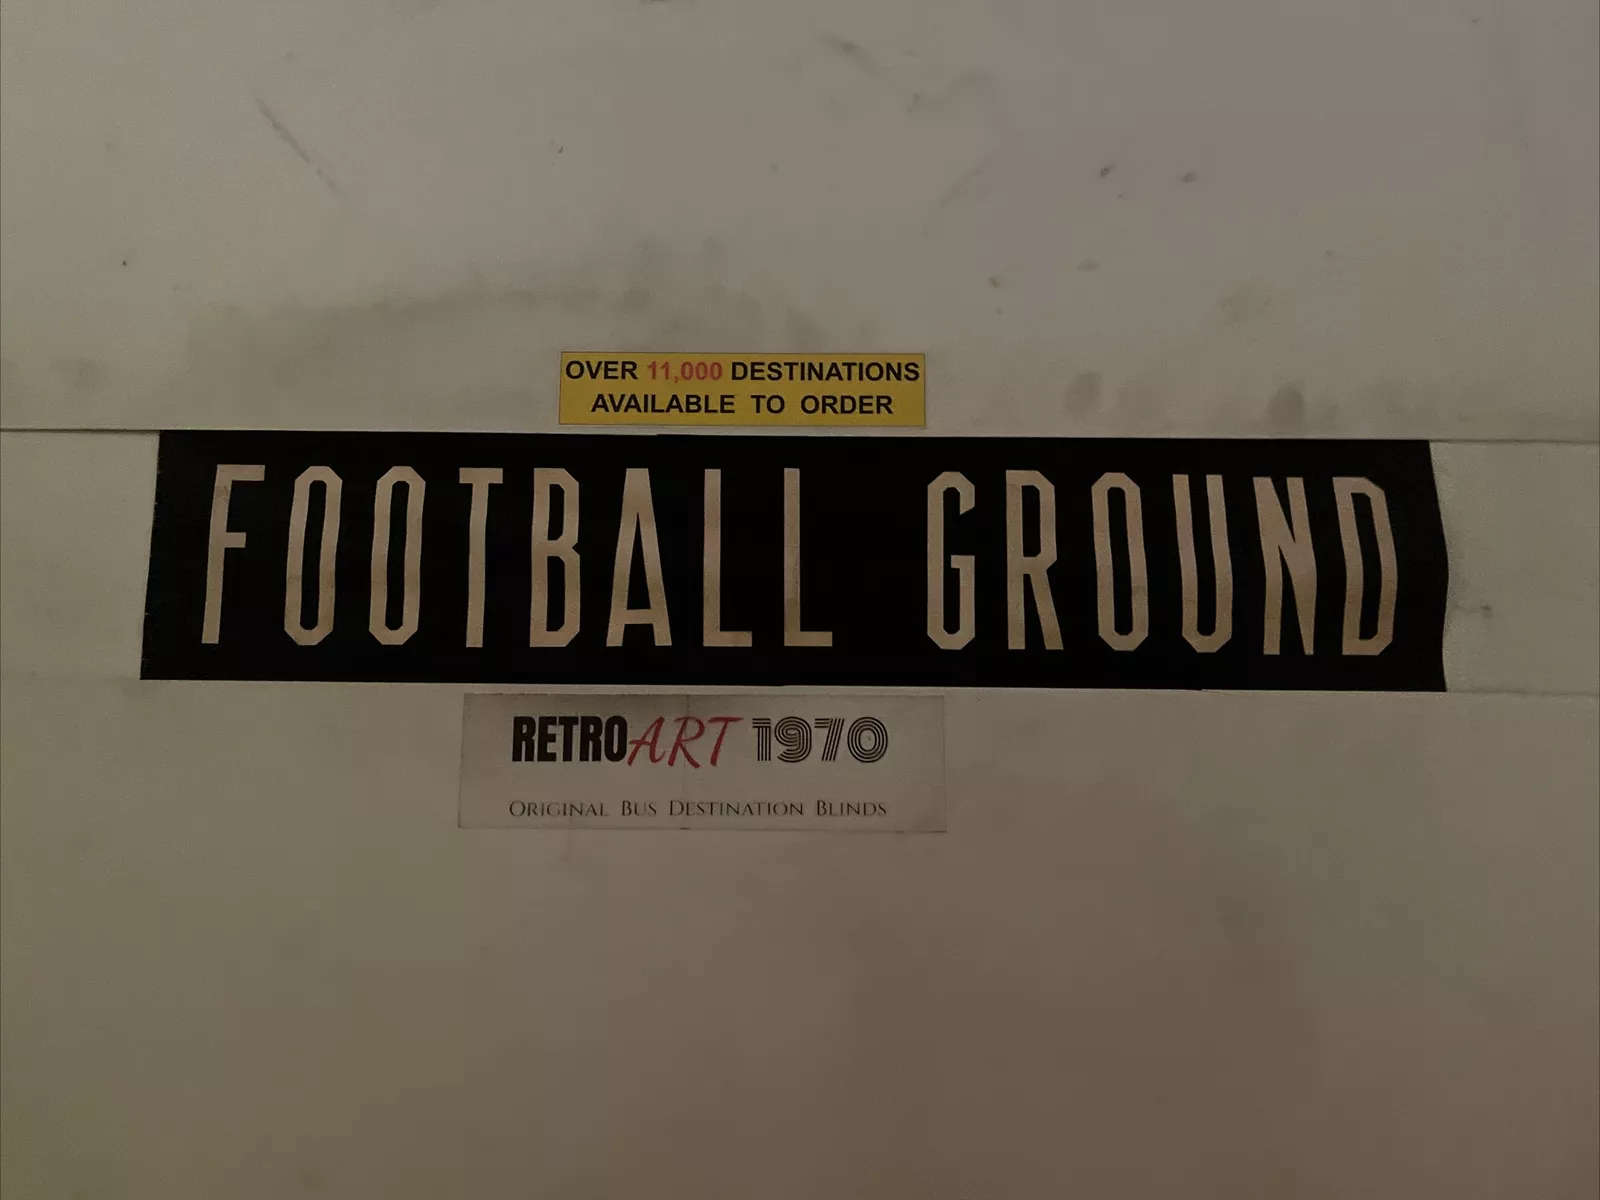 OVER 11,000 DESTINATIONS
AVAILABLE TO ORDER
FOOTBALL GROUND
RETROART 1970
ORIGINAL BUS DESTINATION BLINDS